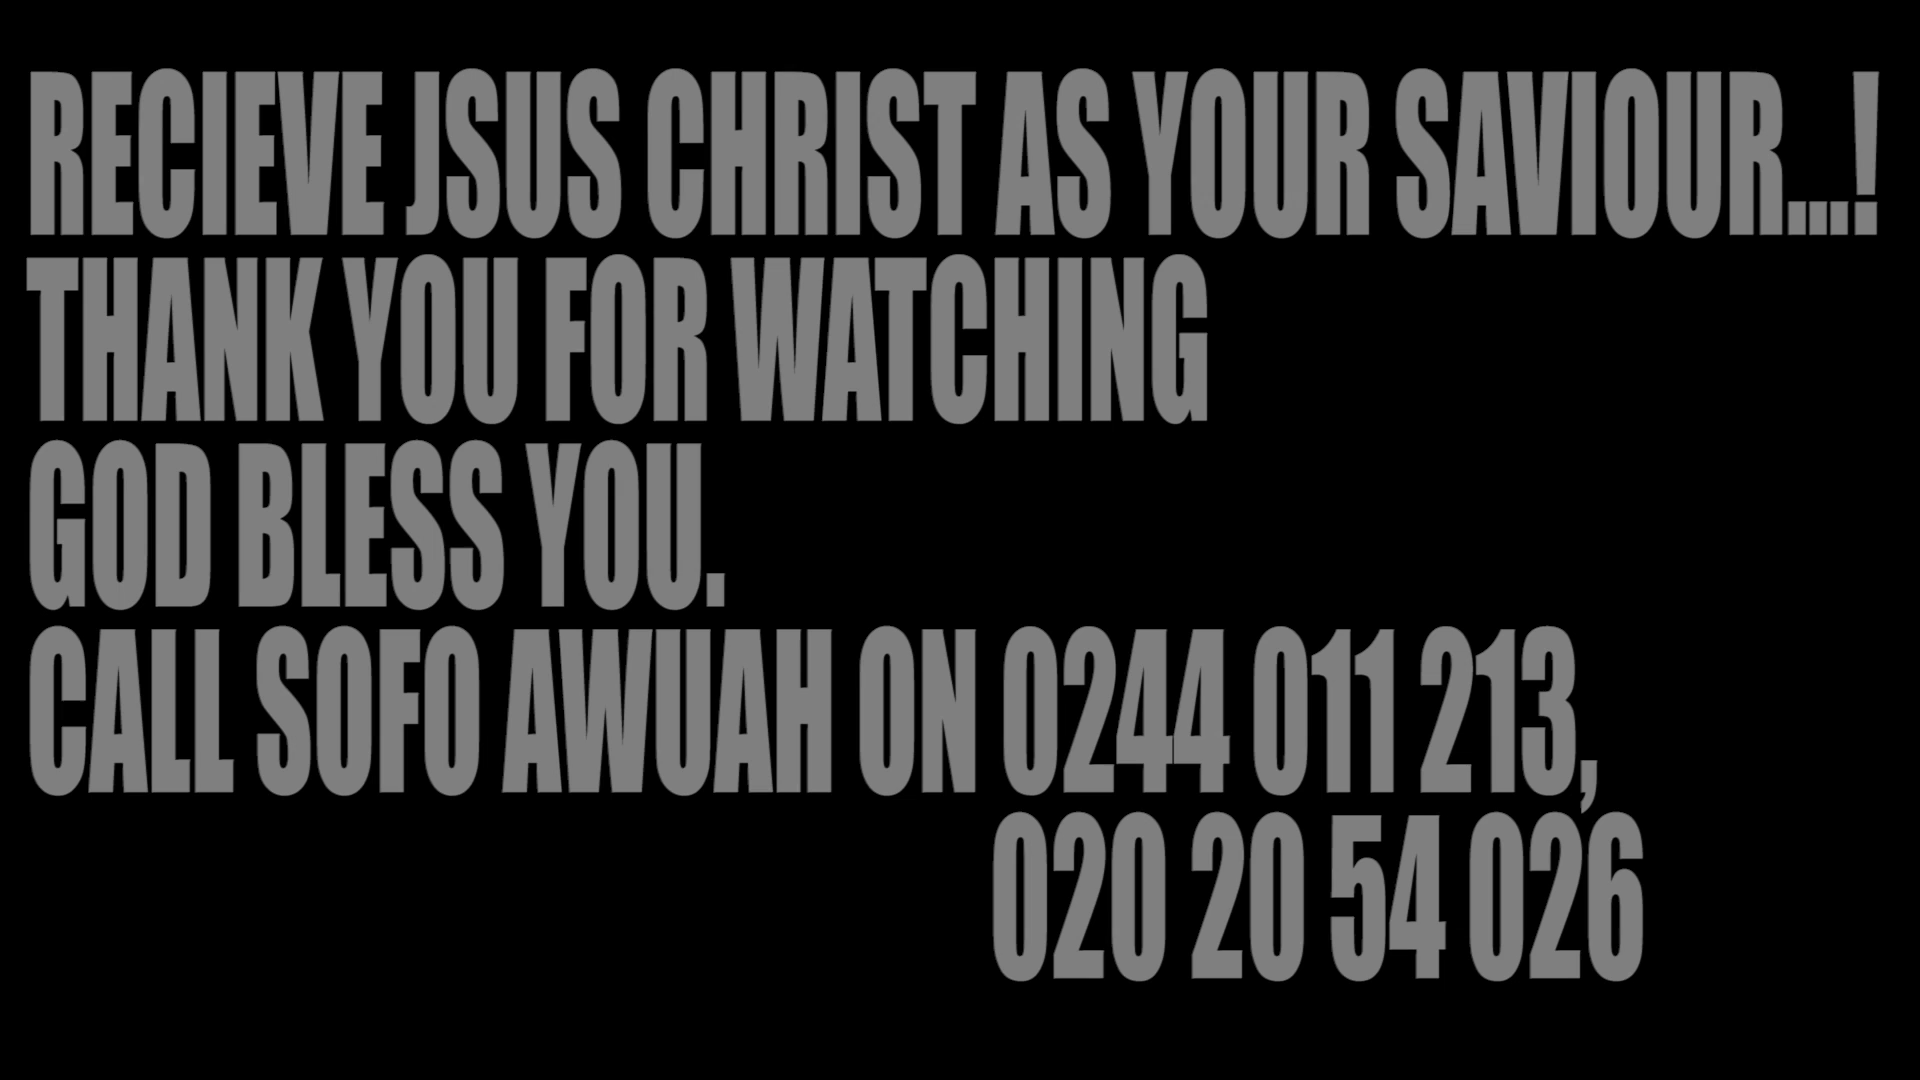 RECIEVE JSUS CHRIST AS YOUR SAVIOUR...!
THANK YOU FOR WATCHING
GOD BLESS YOU.
CALL SOFO AWUAH ON 0244 011 213,
020 20 54 026